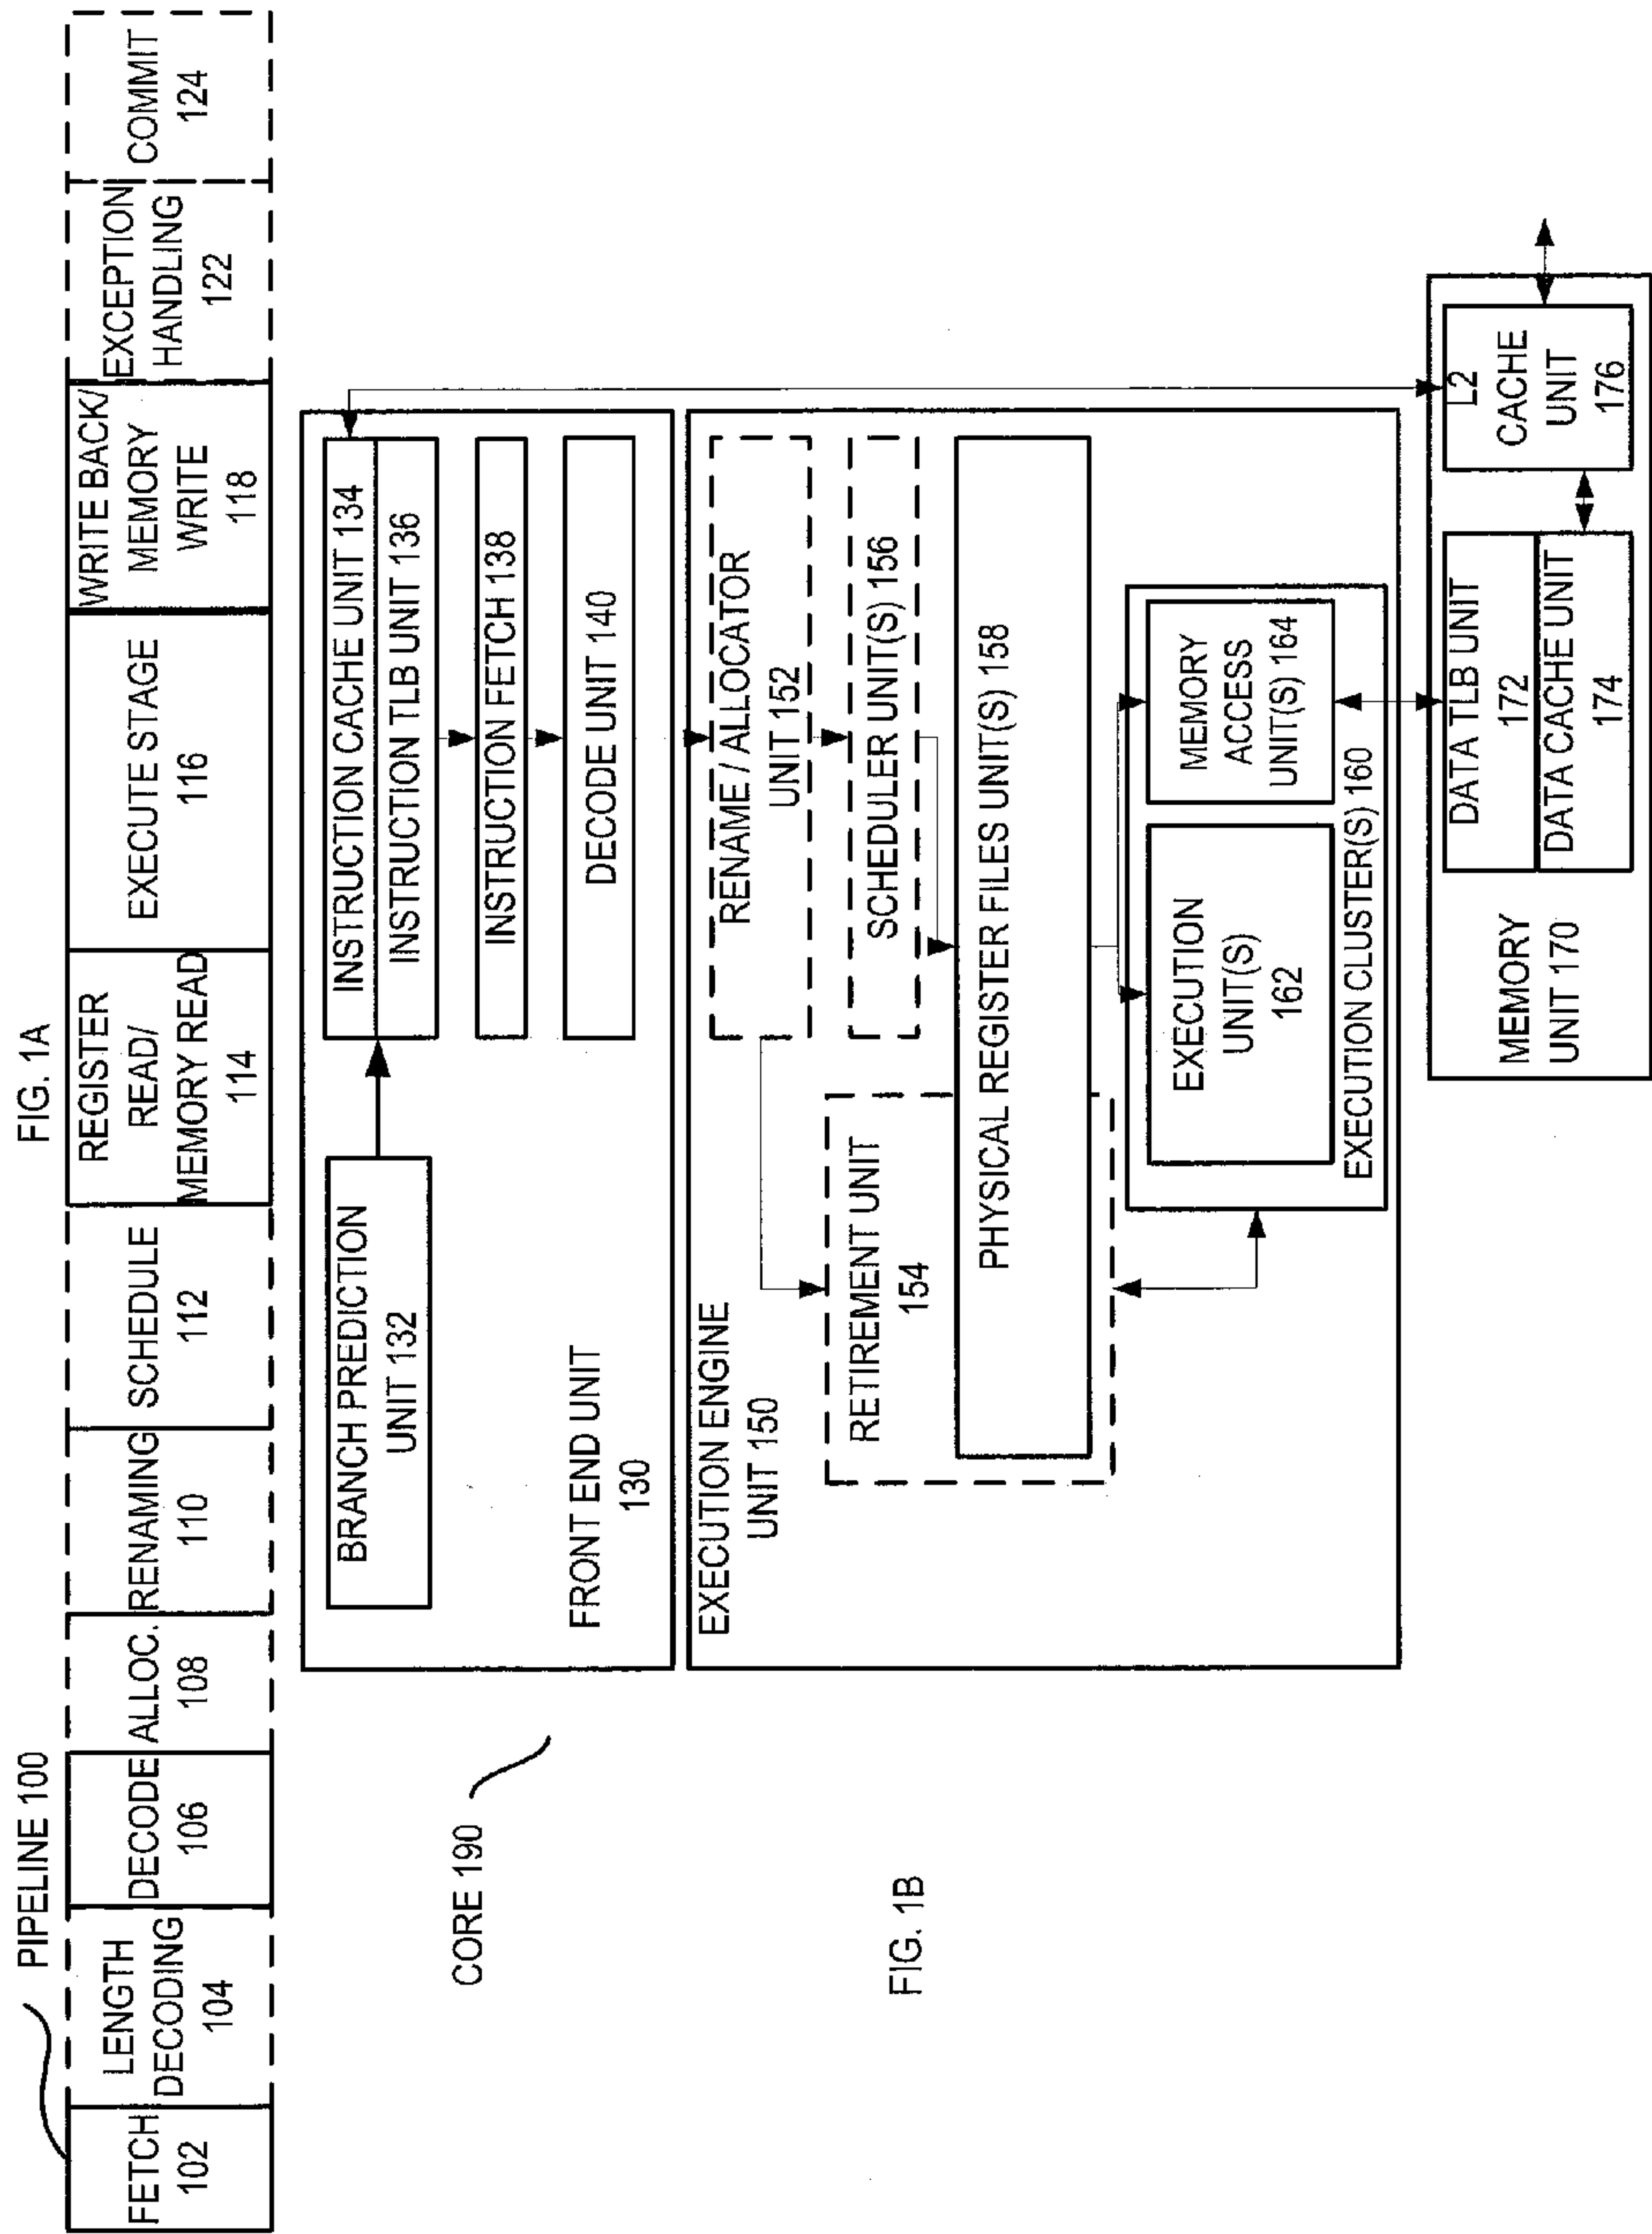 FIG. 1A
PIPELINE 100
FETCH
102
LENGTH
DECODING
104
DECODE
106
ALLOC.
108
RENAMING
110
SCHEDULE
112
REGISTER
READ/
MEMORY READ
114
EXECUTE STAGE
116
WRITE BACK/
MEMORY
WRITE
118
EXCEPTION
HANDLING
122
COMMIT
124
CORE 190
FIG. 1B
BRANCH PREDICTION
UNIT 132
INSTRUCTION CACHE UNIT 134
INSTRUCTION TLB UNIT 136
INSTRUCTION FETCH 138
DECODE UNIT 140
FRONT END UNIT
130
EXECUTION ENGINE
UNIT 150
RENAME / ALLOCATOR
UNIT 152
SCHEDULER UNIT(S) 156
RETIREMENT UNIT
154
PHYSICAL REGISTER FILES UNIT(S) 158
EXECUTION
UNIT(S)
162
MEMORY
ACCESS
UNIT(S) 164
EXECUTION CLUSTER(S) 160
MEMORY
UNIT 170
DATA TLB UNIT
172
DATA CACHE UNIT
174
L2
CACHE
UNIT
176